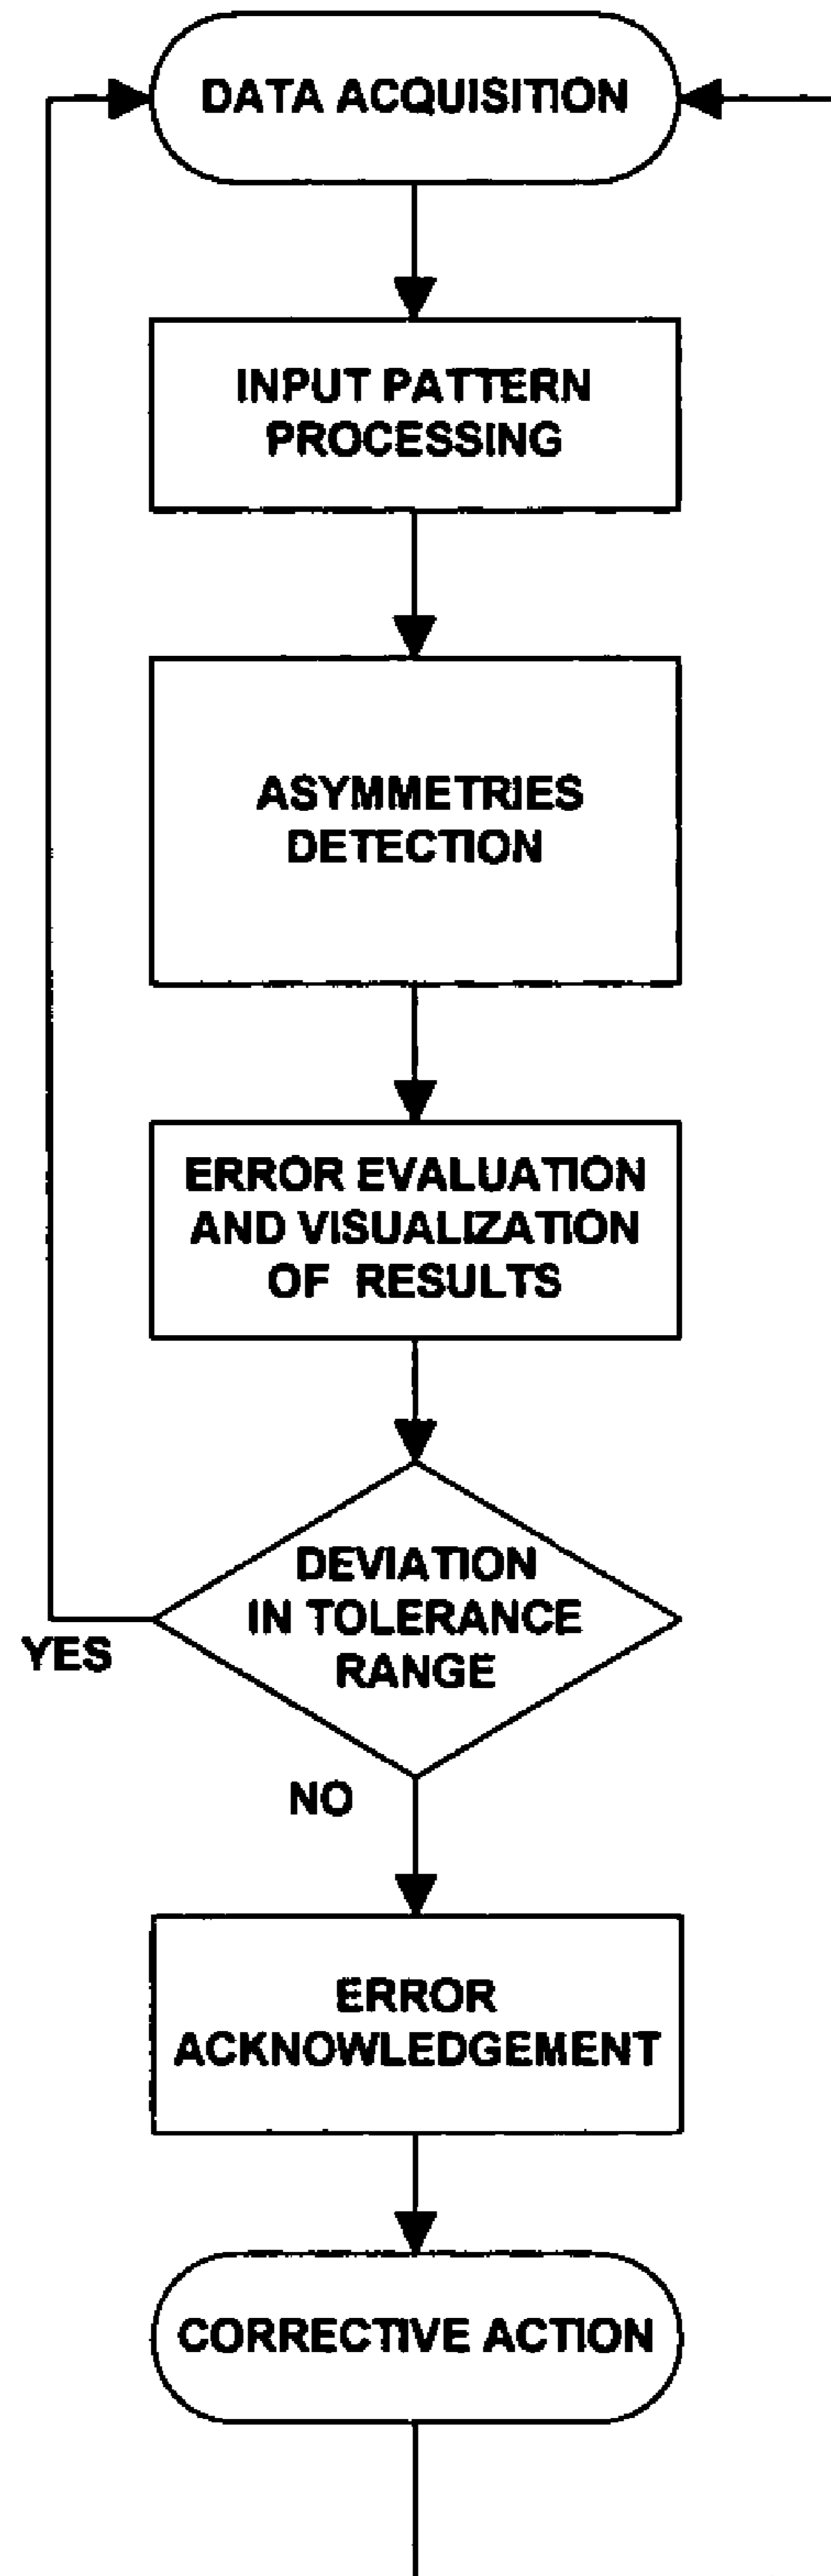 DATA ACQUISITION
INPUT PATTERN
PROCESSING
ASYMMETRIES
DETECTION
ERROR EVALUATION
AND VISUALIZATION
OF RESULTS
DEVIATION
IN TOLERANCE
RANGE
YES
NO
ERROR
ACKNOWLEDGEMENT
CORRECTIVE ACTION